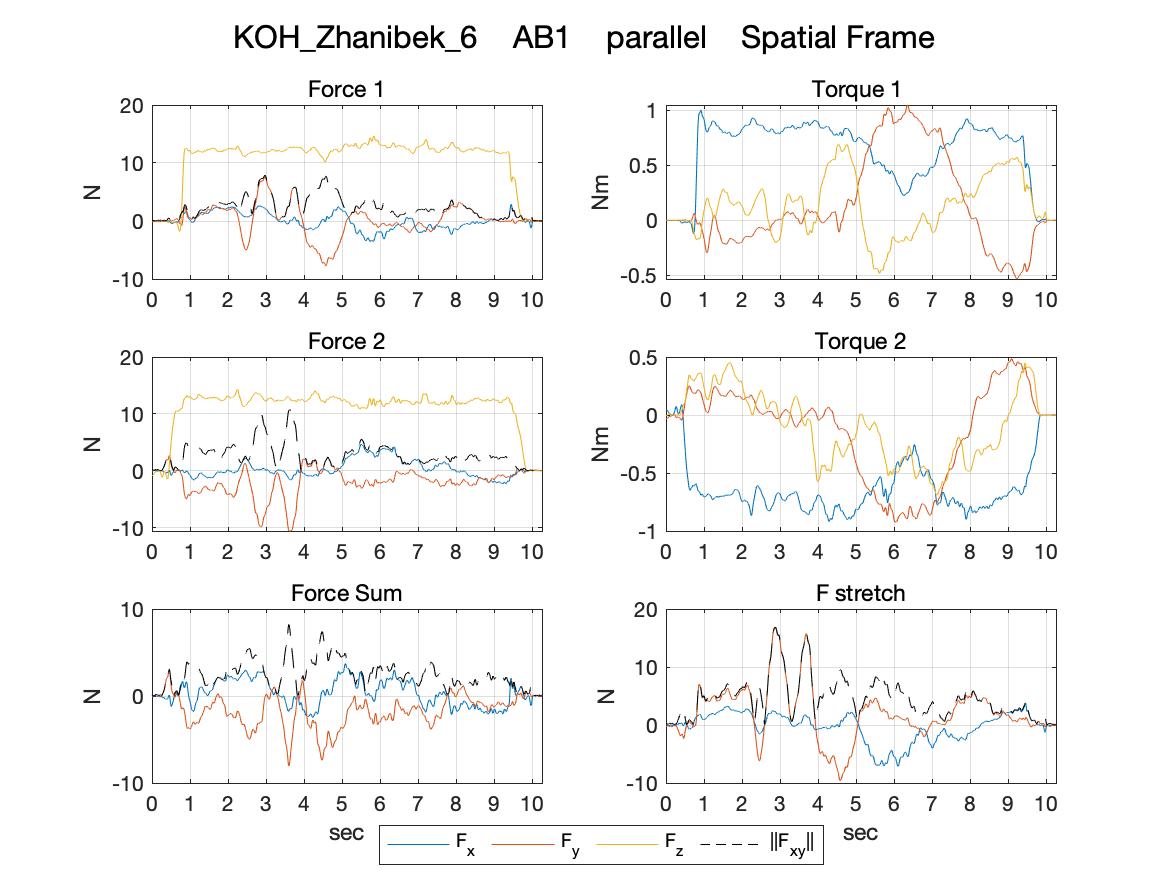 KOH_Zhanibek_6 AB1 parallel Spatial Frame
Force 1
20
10
0
-10
N
0 1 2 3 4 5 6 7 8 9 10
Torque 1
1
0.5
0
-0.5
Nm
0 1 2 3 4 5 6 7 8 9 10
Force 2
20
10
0
-10
N
0 1 2 3 4 5 6 7 8 9 10
Torque 2
0.5
0
-0.5
-1
Nm
0 1 2 3 4 5 6 7 8 9 10
Force Sum
10
0
-10
N
0 1 2 3 4 5 6 7 8 9 10
sec
F stretch
20
10
0
-10
N
0 1 2 3 4 5 6 7 8 9 10
sec
F_x F_y F_z ||F_xy||